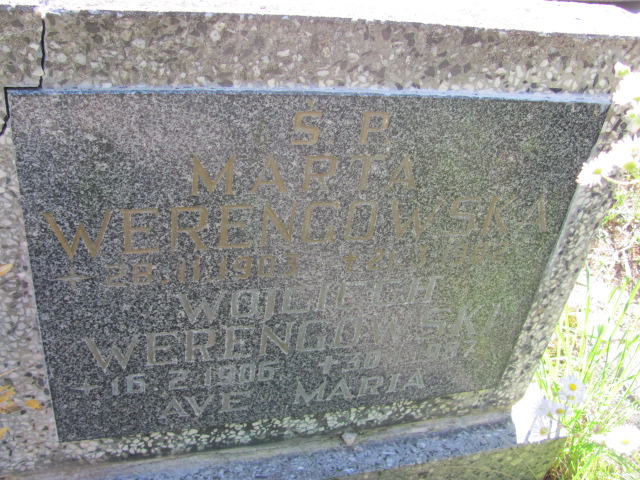 Ś P
MARTA
WERENGOWSKA
28.11.1903
WOJCIECH
WERENGOWSKI
+ 16.2.1906
AVE MARIA